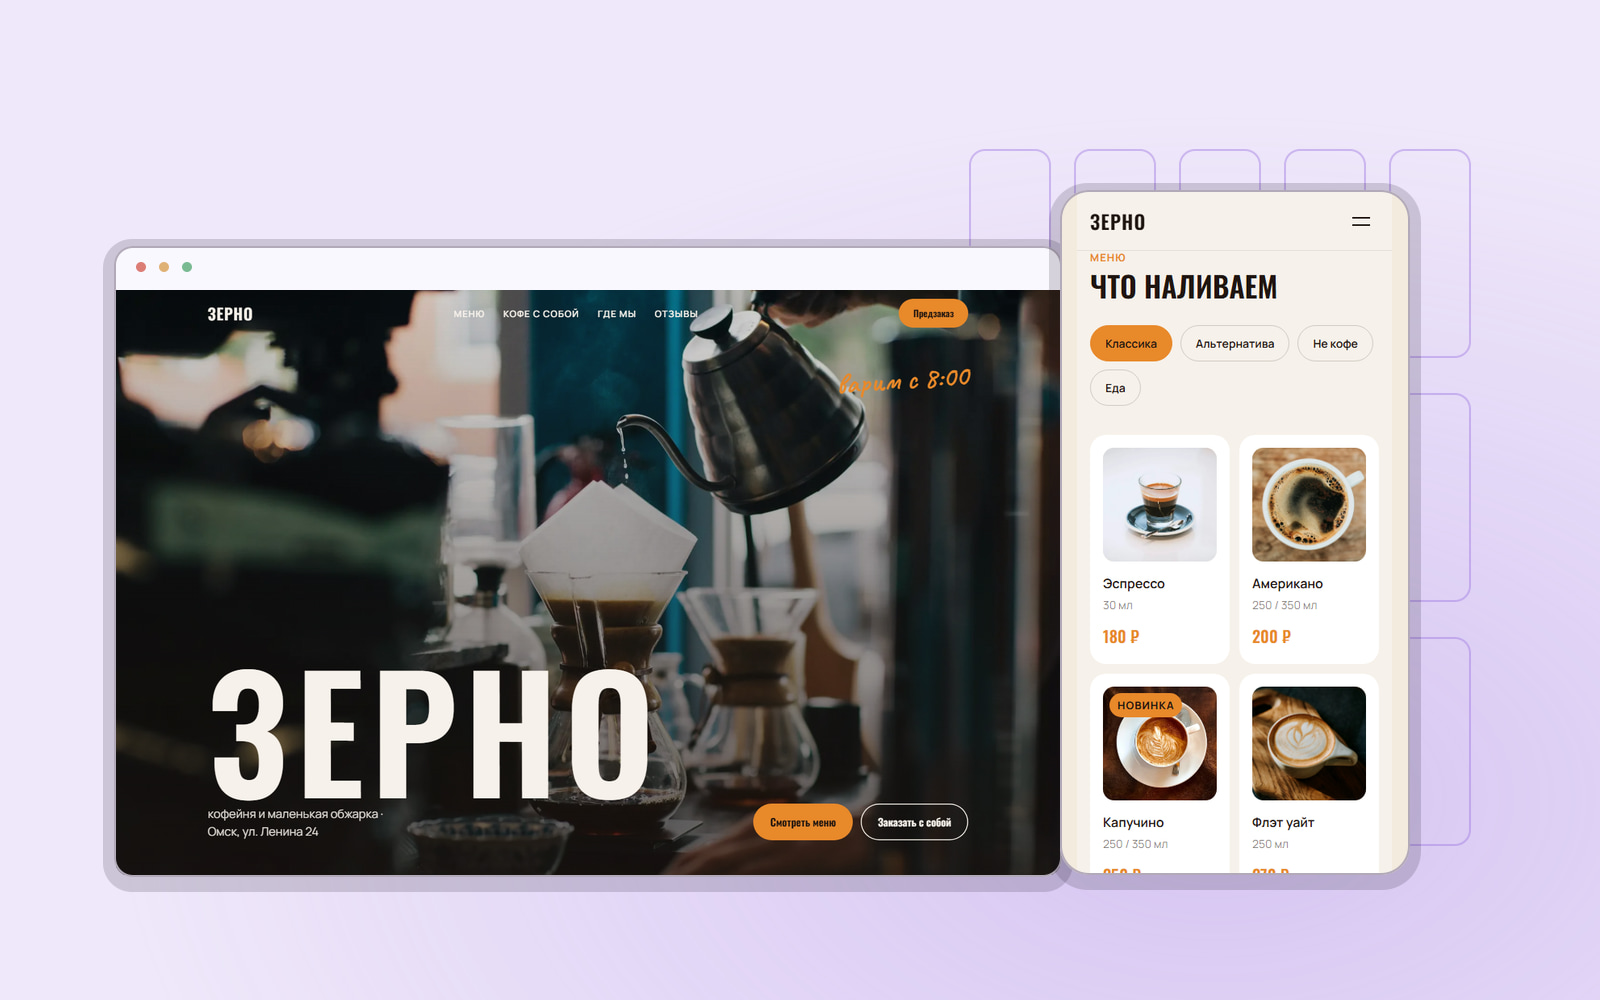 ЗЕРНО
МЕНЮ КОФЕ С СОБОЙ ГДЕ МЫ ОТЗЫВЫ
Предзаказ
Варим с 8:00
ЗЕРНО
кофейня и маленькая обжарка ·
Омск, ул. Ленина 24
Смотреть меню
Заказать с собой
ЗЕРНО
МЕНЮ
ЧТО НАЛИВАЕМ
Классика Альтернатива Не кофе
Еда
Эспрессо
30 мл
180 ₽
Американо
250 / 350 мл
200 ₽
НОВИНКА
Капучино
250 / 350 мл
Флэт уайт
250 мл